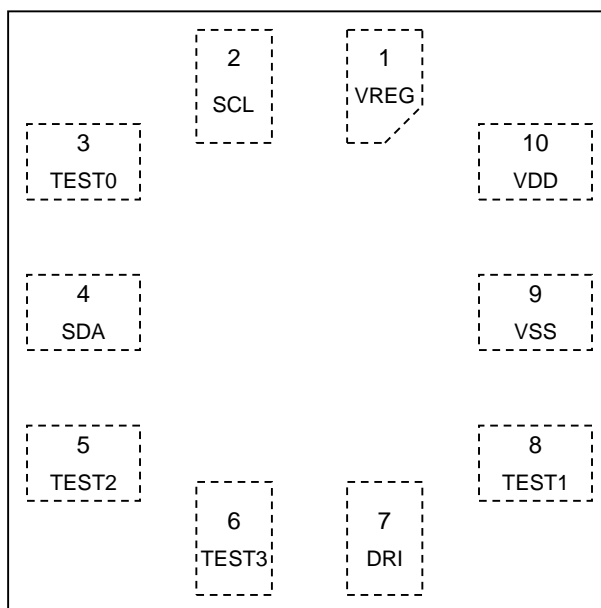 2
SCL
1
VREG
3
TEST0
10
VDD
4
SDA
9
VSS
5
TEST2
8
TEST1
6
TEST3
7
DRI